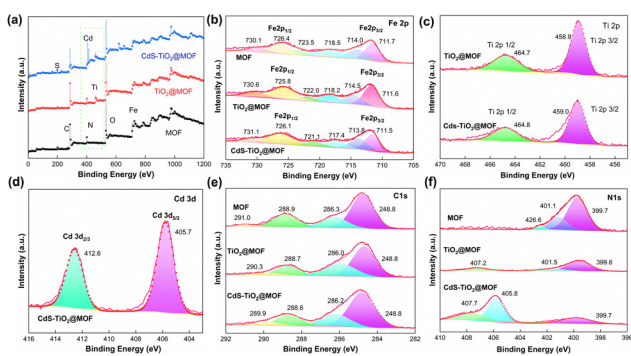 (a)
Cd
S
CdS-TiO₂@MOF
Ti
TiO₂@MOF
C
N
O
Fe
MOF
Intensity (a.u.)
0 200 400 600 800 1000 1200
Binding Energy (eV)
(b)
Fe 2p
Fe2p1/2
Fe2p3/2
730.1 726.4 723.5 718.5 714.0 711.7
MOF
Fe2p1/2
Fe2p3/2
730.6 725.8 722.0 718.2 714.5 711.6
TiO₂@MOF
Fe2p1/2
Fe2p3/2
731.1 726.1 721.1 717.4 713.8 711.5
CdS-TiO₂@MOF
Intensity (a.u.)
735 730 725 720 715 710 705
Binding Energy (eV)
(c)
Ti 2p
458.9
Ti 2p 1/2
Ti 2p 3/2
464.7
TiO₂@MOF
459.0
Ti 2p 1/2
Ti 2p 3/2
464.8
Cds-TiO₂@MOF
Intensity (a.u.)
470 468 466 464 462 460 458 456
Binding Energy (eV)
(d)
Cd 3d
Cd 3d5/2
405.7
Cd 3d2/3
412.6
CdS-TiO₂@MOF
Intensity (a.u.)
416 414 412 410 408 406 404
Binding Energy (eV)
(e)
C1s
291.0 288.9 286.3 248.8
MOF
290.3 288.7 286.0 248.8
TiO₂@MOF
289.9 288.6 286.2 248.8
CdS-TiO₂@MOF
Intensity (a.u.)
292 290 288 286 284 282
Binding Energy (eV)
(f)
N1s
MOF
426.6 401.1 399.7
TiO₂@MOF
407.2 401.5 399.6
CdS-TiO₂@MOF
407.7 405.8 399.7
Intensity (a.u.)
410 408 406 404 402 400 398
Binding Energy (eV)